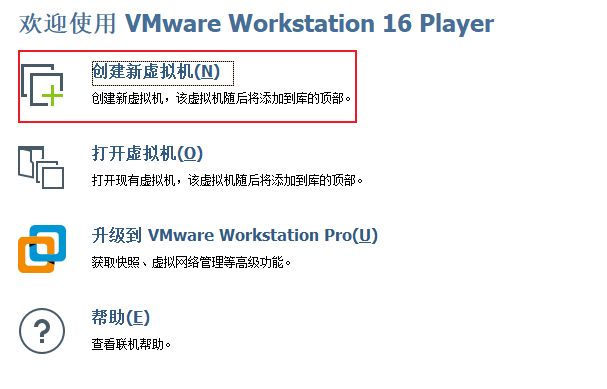 欢迎使用 VMware Workstation 16 Player
创建新虚拟机(N)
创建新虚拟机，该虚拟机随后将添加到库的顶部。
打开虚拟机(O)
打开现有虚拟机，该虚拟机随后将添加到库的顶部。
升级到 VMware Workstation Pro(U)
获取快照、虚拟网络管理等高级功能。
帮助(E)
查看联机帮助。